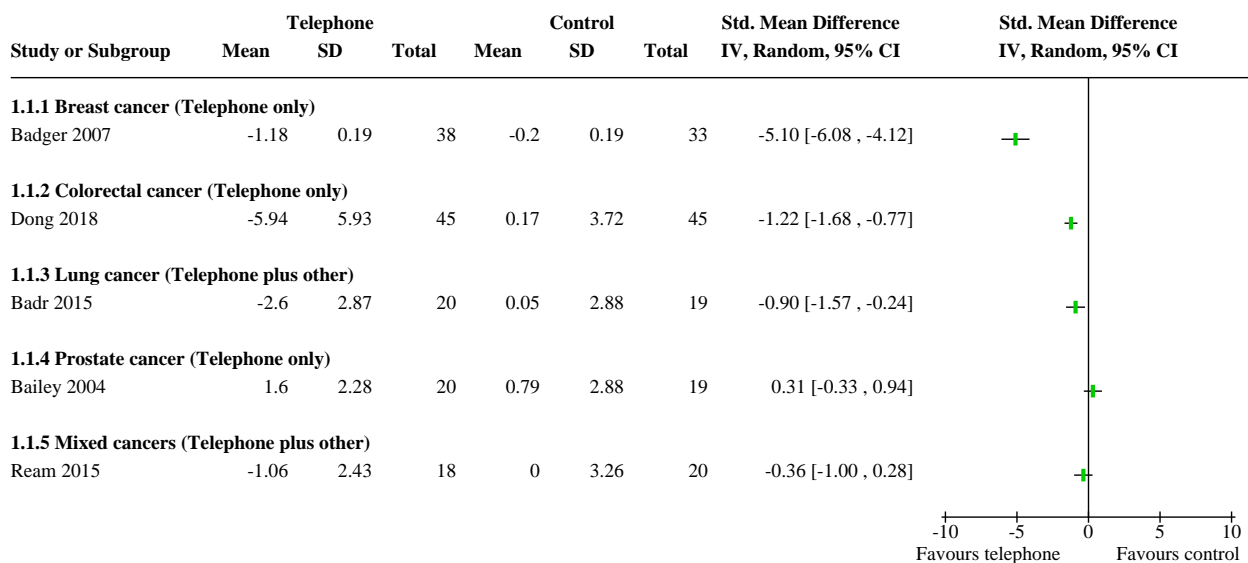 Telephone Control Std. Mean Difference Std. Mean Difference
Study or Subgroup Mean SD Total Mean SD Total IV, Random, 95% CI IV, Random, 95% CI
1.1.1 Breast cancer (Telephone only)
Badger 2007 -1.18 0.19 38 -0.2 0.19 33 -5.10 [-6.08 , -4.12]
1.1.2 Colorectal cancer (Telephone only)
Dong 2018 -5.94 5.93 45 0.17 3.72 45 -1.22 [-1.68 , -0.77]
1.1.3 Lung cancer (Telephone plus other)
Badr 2015 -2.6 2.87 20 0.05 2.88 19 -0.90 [-1.57 , -0.24]
1.1.4 Prostate cancer (Telephone only)
Bailey 2004 1.6 2.28 20 0.79 2.88 19 0.31 [-0.33 , 0.94]
1.1.5 Mixed cancers (Telephone plus other)
Ream 2015 -1.06 2.43 18 0 3.26 20 -0.36 [-1.00 , 0.28]
-10 -5 0 5 10
Favours telephone Favours control